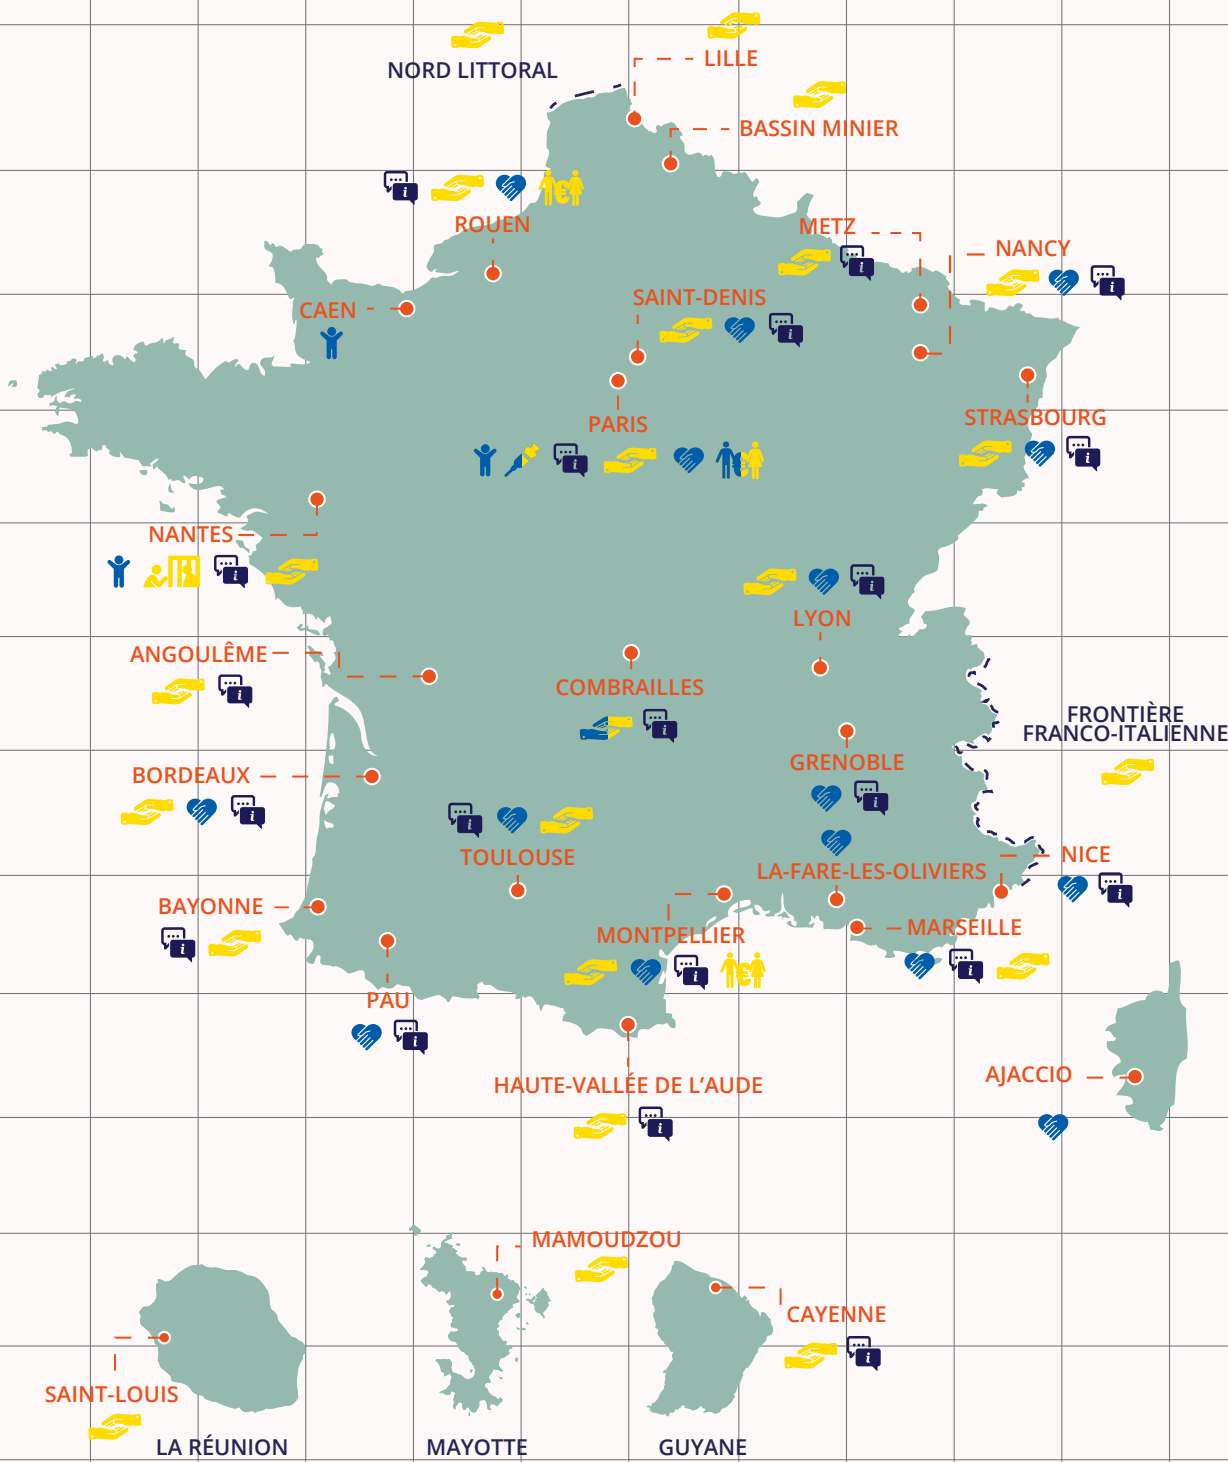 LILLE
NORD LITTORAL
BASSIN MINIER
ROUEN
METZ
NANCY
SAINT-DENIS
CAEN
STRASBOURG
PARIS
NANTES
LYON
ANGOULÊME
COMBRAILLES
FRONTIÈRE
FRANCO-ITALIENNE
GRENOBLE
BORDEAUX
TOULOUSE
NICE
LA-FARE-LES-OLIVIERS
BAYONNE
MARSEILLE
MONTPELLIER
PAU
AJACCIO
HAUTE-VALLÉE DE L’AUDE
MAMOUDZOU
CAYENNE
SAINT-LOUIS
LA RÉUNION
MAYOTTE
GUYANE